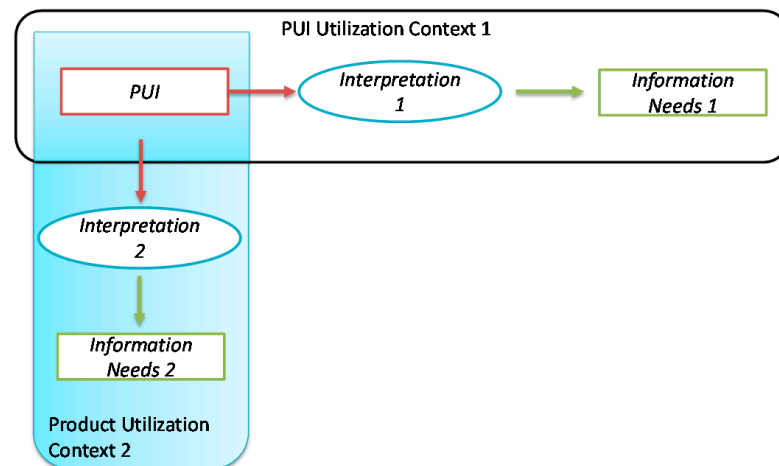 PUI Utilization Context 1
PUI
Interpretation
1
Information
Needs 1
Interpretation
2
Information
Needs 2
Product Utilization
Context 2